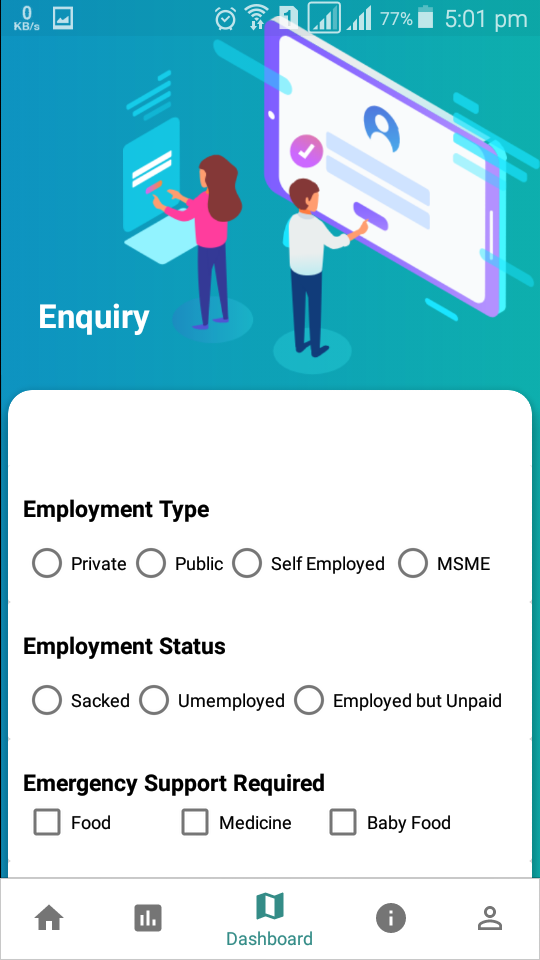 0
KB/s
1
77%
5:01 pm
Enquiry
Employment Type
Private Public Self Employed MSME
Employment Status
Sacked Umemployed Employed but Unpaid
Emergency Support Required
Food Medicine Baby Food
Dashboard